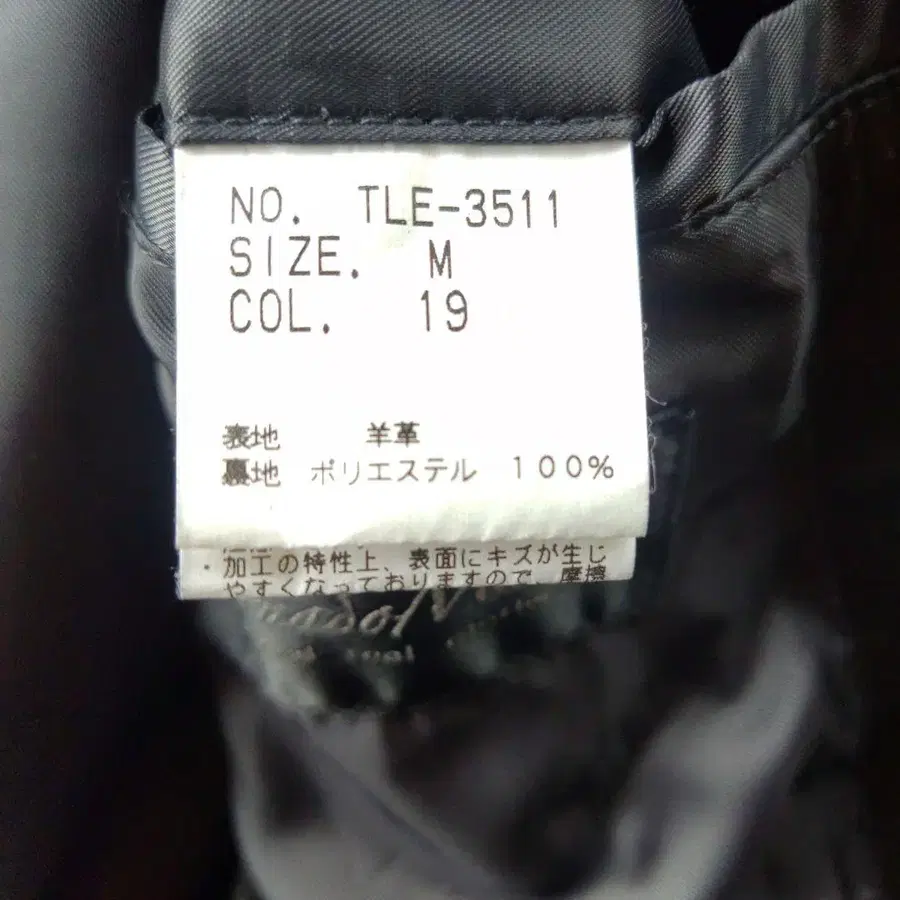 NO. TLE-3511
SIZE. M
COL. 19
表地 羊革
裏地 ポリエステル 100%
・加工の特性上、表面にキズが生じ
やすくなっておりますので、摩擦